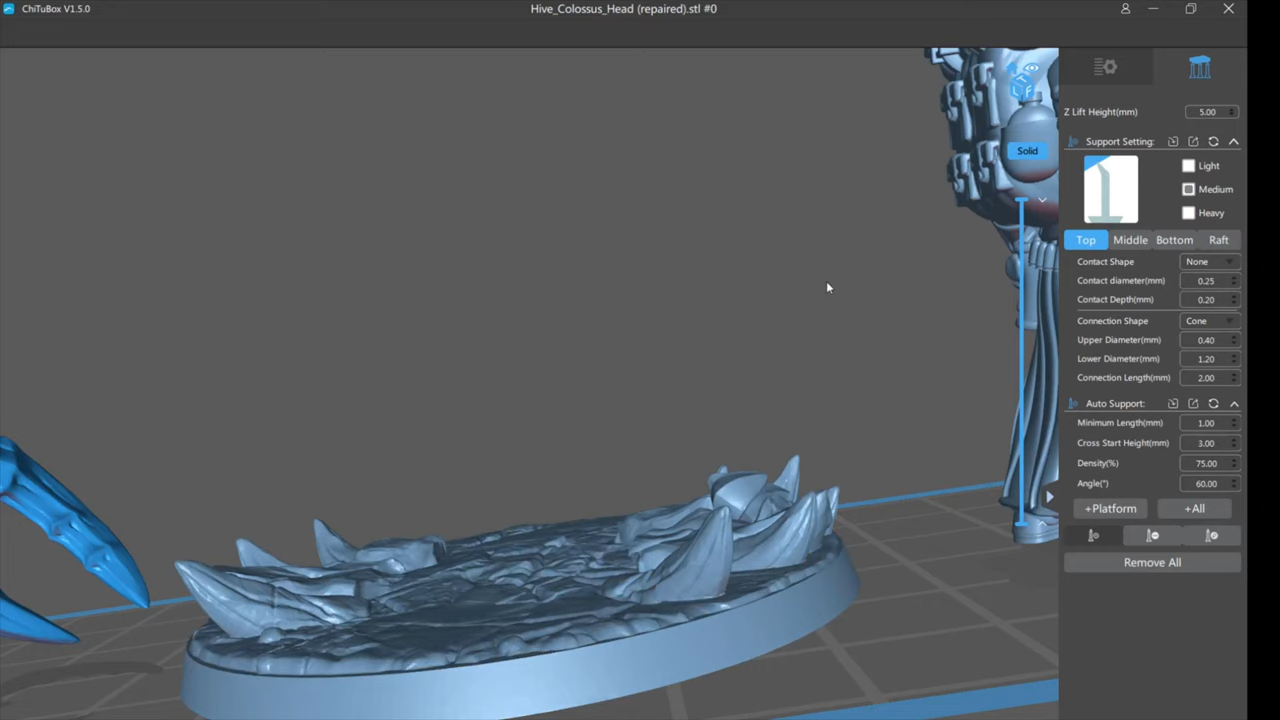 ChiTuBox V1.5.0
Hive_Colossus_Head (repaired).stl #0
Z Lift Height(mm) 5.00
Support Setting:
Light
Medium
Heavy
Top Middle Bottom Raft
Contact Shape None
Contact diameter(mm) 0.25
Contact Depth(mm) 0.20
Connection Shape Cone
Upper Diameter(mm) 0.40
Lower Diameter(mm) 1.20
Connection Length(mm) 2.00
Auto Support:
Minimum Length(mm) 1.00
Cross Start Height(mm) 3.00
Density(%) 75.00
Angle(°) 60.00
+Platform +All
Remove All
Solid
T
L F